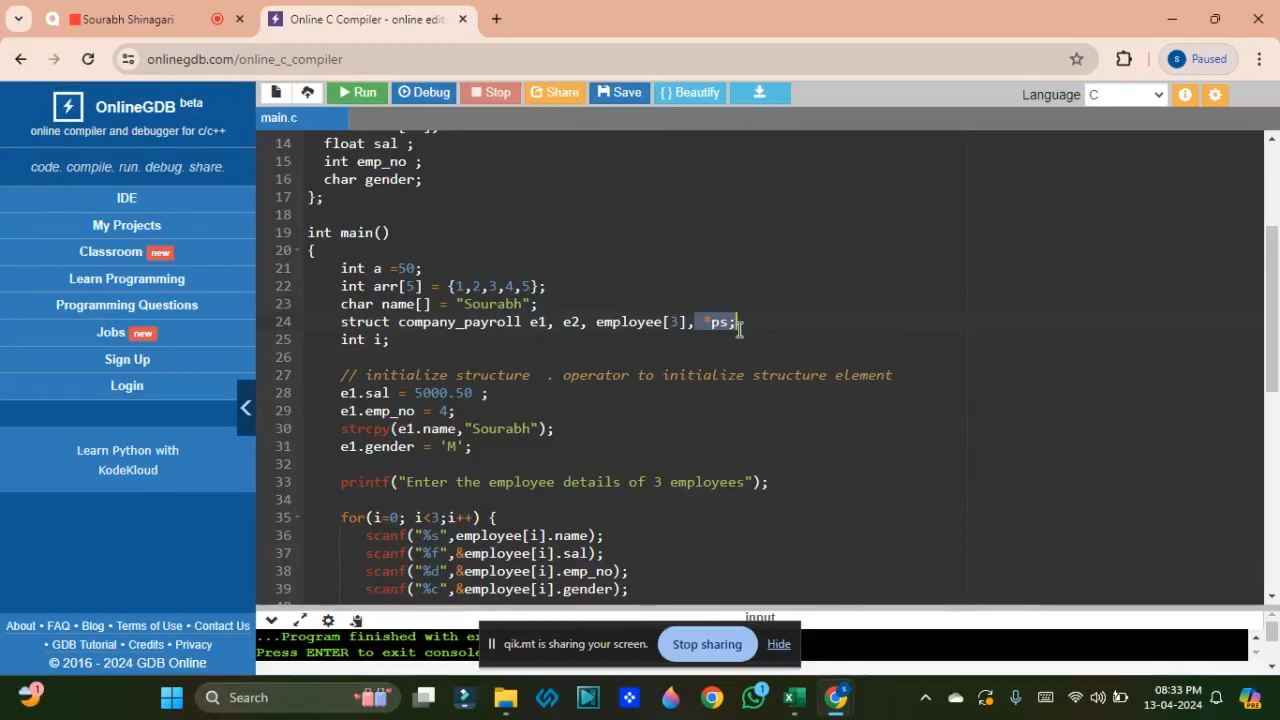 Sourabh Shinagari
Online C Compiler - online edit
onlinegdb.com/online_c_compiler
S Paused
OnlineGDB beta
online compiler and debugger for c/c++
code. compile. run. debug. share.
IDE
My Projects
Classroom new
Learn Programming
Programming Questions
Jobs new
Sign Up
Login
Learn Python with
KodeKloud
About • FAQ • Blog • Terms of Use • Contact Us
• GDB Tutorial • Credits • Privacy
© 2016 - 2024 GDB Online
Run Debug Stop Share Save { } Beautify Language C
main.c
14 float sal ;
15 int emp_no ;
16 char gender;
17 };
18
19 int main()
20 {
21 int a =50;
22 int arr[5] = {1,2,3,4,5};
23 char name[] = "Sourabh";
24 struct company_payroll e1, e2, employee[3], *ps;
25 int i;
26
27 // initialize structure . operator to initialize structure element
28 e1.sal = 5000.50 ;
29 e1.emp_no = 4;
30 strcpy(e1.name,"Sourabh");
31 e1.gender = 'M';
32
33 printf("Enter the employee details of 3 employees");
34
35 for(i=0; i<3;i++) {
36 scanf("%s",employee[i].name);
37 scanf("%f",&employee[i].sal);
38 scanf("%d",&employee[i].emp_no);
39 scanf("%c",&employee[i].gender);
input
...Program finished with
Press ENTER to exit console
qik.mt is sharing your screen. Stop sharing Hide
1 Search 1 08:33 PM
13-04-2024